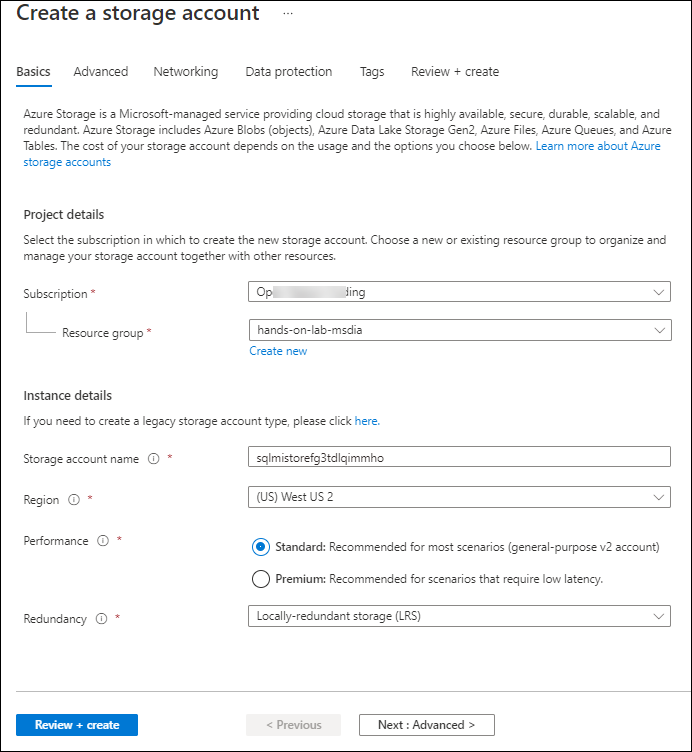 Create a storage account ...
Basics Advanced Networking Data protection Tags Review + create
Azure Storage is a Microsoft-managed service providing cloud storage that is highly available, secure, durable, scalable, and
redundant. Azure Storage includes Azure Blobs (objects), Azure Data Lake Storage Gen2, Azure Files, Azure Queues, and Azure
Tables. The cost of your storage account depends on the usage and the options you choose below. Learn more about Azure
storage accounts
Project details
Select the subscription in which to create the new storage account. Choose a new or existing resource group to organize and
manage your storage account together with other resources.
Subscription *
Resource group * hands-on-lab-msdia
Create new
Instance details
If you need to create a legacy storage account type, please click here.
Storage account name * sqlmistorefg3tdlqimmho
Region * (US) West US 2
Performance * Standard: Recommended for most scenarios (general-purpose v2 account)
Premium: Recommended for scenarios that require low latency.
Redundancy * Locally-redundant storage (LRS)
Review + create < Previous Next : Advanced >